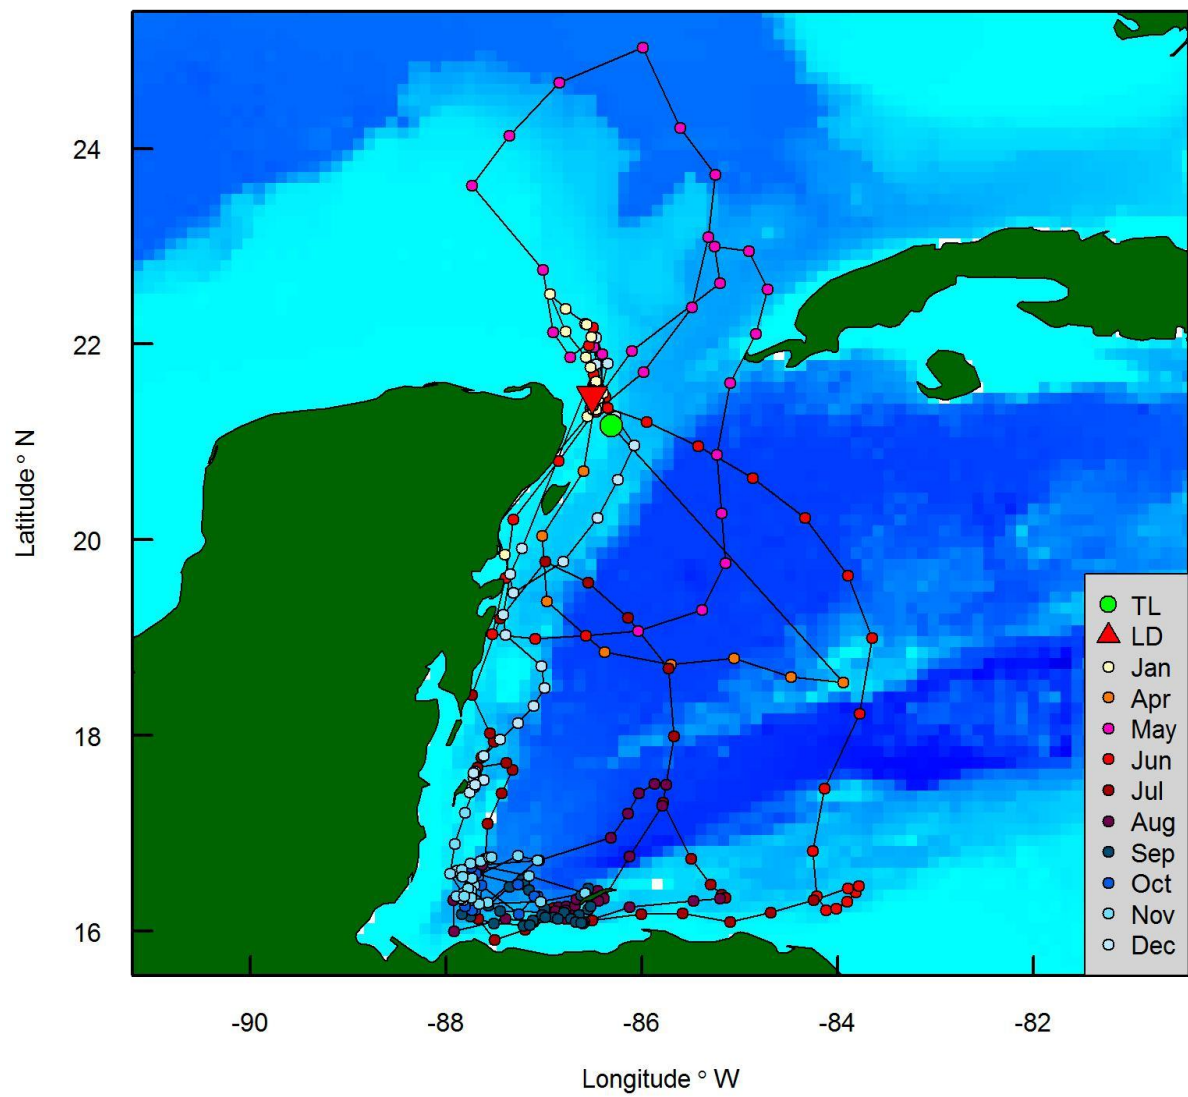 24
22
20
18
16
Latitude ° N
-90
-88
-86
-84
-82
Longitude ° W
TL
LD
Jan
Apr
May
Jun
Jul
Aug
Sep
Oct
Nov
Dec